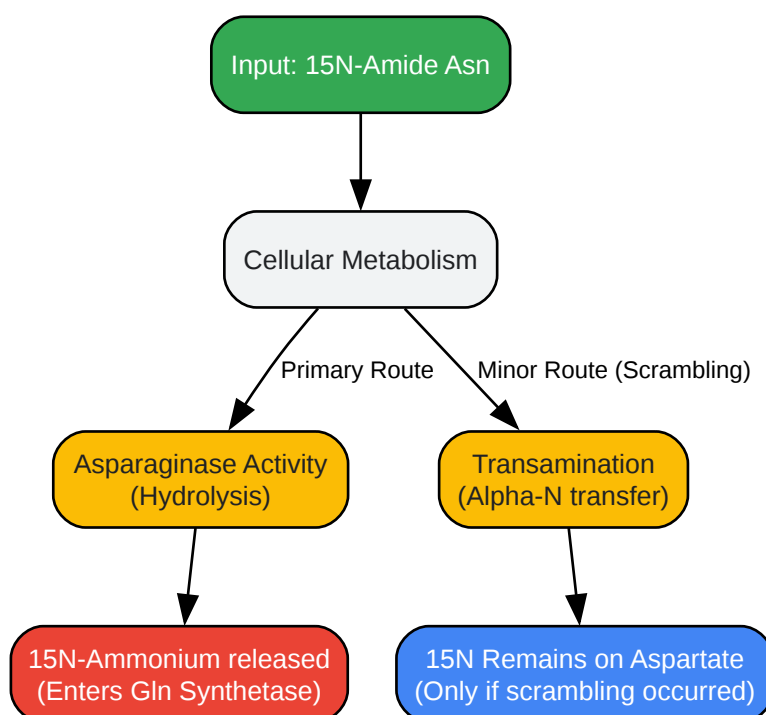 Input: 15N-Amide Asn
Cellular Metabolism
Primary Route
Minor Route (Scrambling)
Asparaginase Activity
(Hydrolysis)
Transamination
(Alpha-N transfer)
15N-Ammonium released
(Enters Gln Synthetase)
15N Remains on Aspartate
(Only if scrambling occurred)